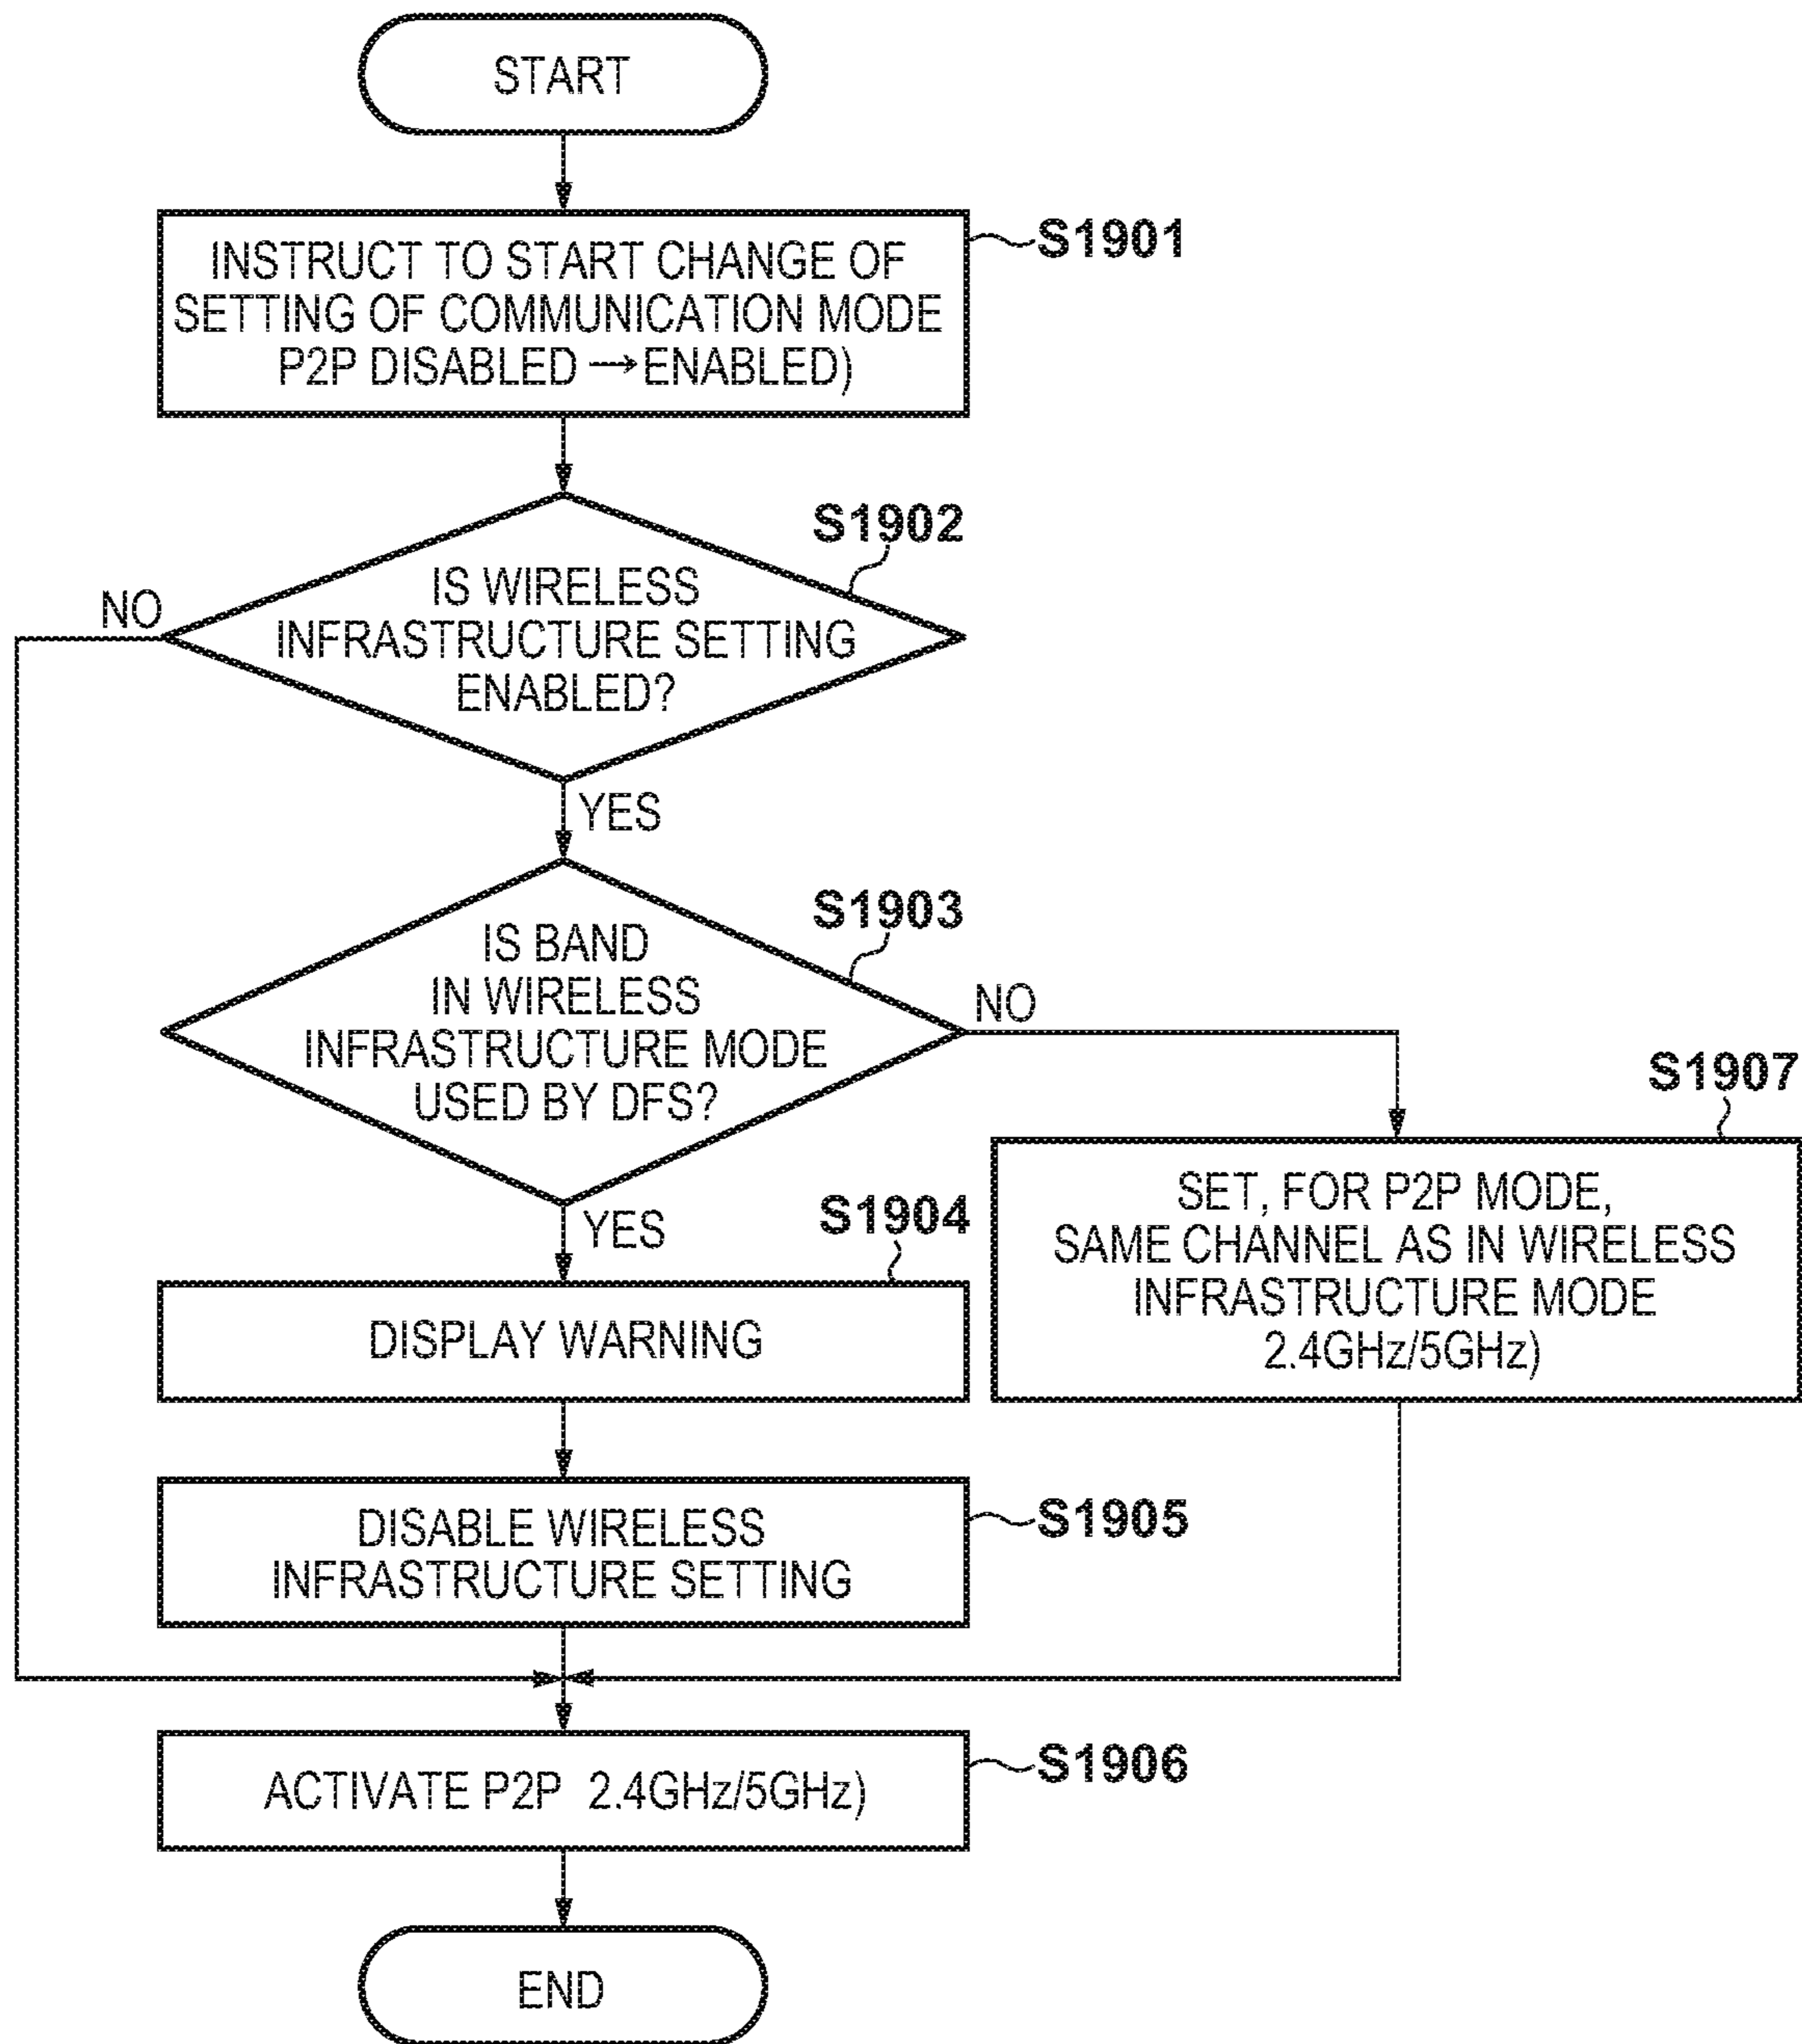 START
INSTRUCT TO START CHANGE OF
SETTING OF COMMUNICATION MODE
P2P DISABLED→ENABLED)
S1901
S1902
IS WIRELESS
INFRASTRUCTURE SETTING
ENABLED?
NO
YES
S1903
IS BAND
IN WIRELESS
INFRASTRUCTURE MODE
USED BY DFS?
NO
YES
S1907
SET, FOR P2P MODE,
SAME CHANNEL AS IN WIRELESS
INFRASTRUCTURE MODE
2.4GHz/5GHz)
S1904
DISPLAY WARNING
DISABLE WIRELESS
INFRASTRUCTURE SETTING
S1905
ACTIVATE P2P 2.4GHz/5GHz)
S1906
END